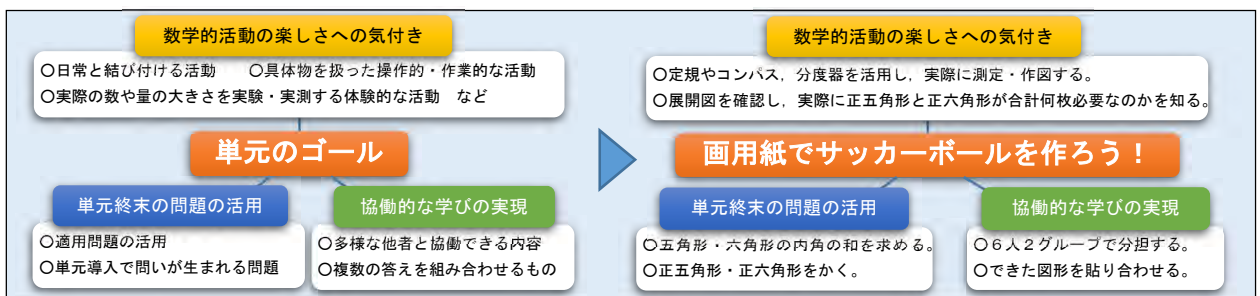 数学的活動の楽しさへの気付き
〇日常と結び付ける活動　〇具体物を扱った操作的・作業的な活動
〇実際の数や量の大きさを実験・実測する体験的な活動　など
単元のゴール
単元終末の問題の活用
〇適用問題の活用
〇単元導入で問いが生まれる問題
協働的な学びの実現
〇多様な他者と協働できる内容
〇複数の答えを組み合わせるもの
数学的活動の楽しさへの気付き
〇定規やコンパス，分度器を活用し，実際に測定・作図する。
〇展開図を確認し，実際に正五角形と正六角形が合計何枚必要なのかを知る。
画用紙でサッカーボールを作ろう！
単元終末の問題の活用
〇五角形・六角形の内角の和を求める。
〇正五角形・正六角形をかく。
協働的な学びの実現
〇６人２グループで分担する。
〇できた図形を貼り合わせる。